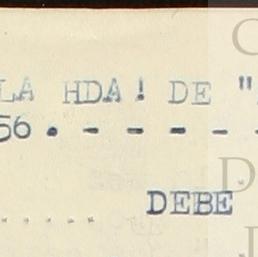 LA HDA! DE "
56.- - - - -
DEBE